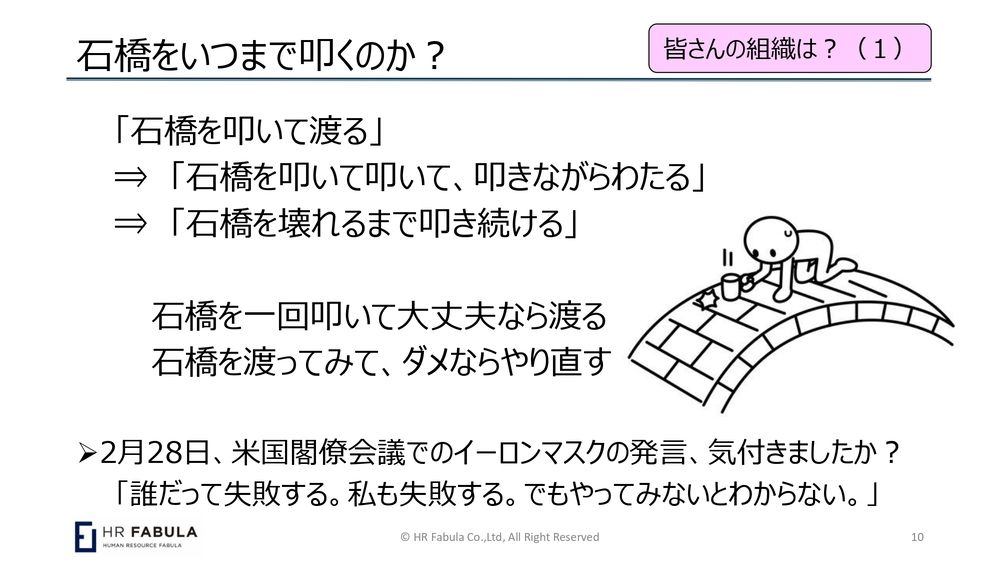 石橋をいつまで叩くのか？
皆さんの組織は？（１）
「石橋を叩いて渡る」
⇒ 「石橋を叩いて叩いて、叩きながらわたる」
⇒ 「石橋を壊れるまで叩き続ける」
石橋を一回叩いて大丈夫なら渡る
石橋を渡ってみて、ダメならやり直す
➢2月28日、米国閣僚会議でのイーロンマスクの発言、気付きましたか？
「誰だって失敗する。私も失敗する。でもやってみないとわからない。」
HR FABULA
HUMAN RESOURCE FABULA
© HR Fabula Co.,Ltd, All Right Reserved
10